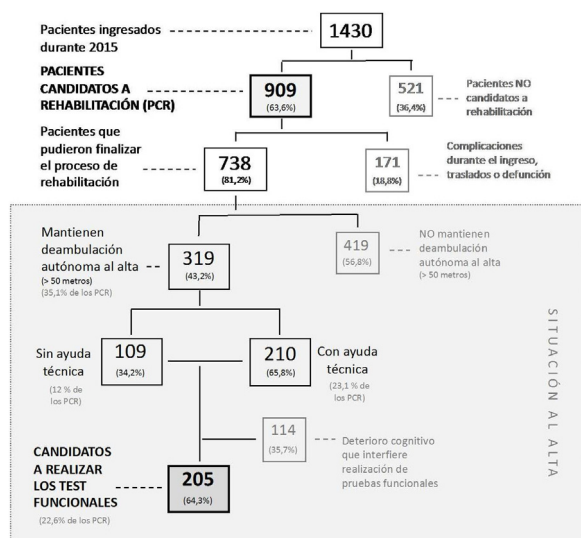 Pacientes ingresados
durante 2015
1430
PACIENTES
CANDIDATOS A
REHABILITACIÓN (PCR)
909
(63,6%)
521
(36,4%)
Pacientes NO
candidatos a
rehabilitación
Pacientes que
pudieron finalizar
el proceso de
rehabilitación
738
(81,2%)
171
(18,8%)
Complicaciones
durante el ingreso,
traslados o defunción
Mantienen
deambulación
autónoma al alta
(> 50 metros)
(35,1% de los PCR)
319
(43,2%)
419
(56,8%)
NO mantienen
deambulación
autónoma al alta
(> 50 metros)
Sin ayuda
técnica
(12 % de
los PCR)
109
(34,2%)
210
(65,8%)
Con ayuda
técnica
(23,1 % de
los PCR)
114
(35,7%)
Deterioro cognitivo
que interfiere
realización de
pruebas funcionales
CANDIDATOS
A REALIZAR
LOS TEST
FUNCIONALES
(22,6% de los PCR)
205
(64,3%)
SITUACIÓN AL ALTA